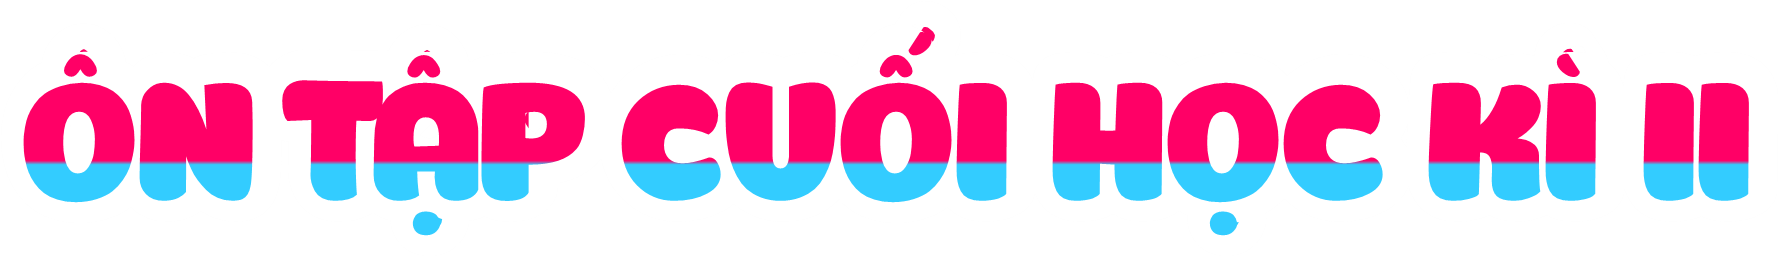 ÔN TẬP CUỐI HỌC KÌ II